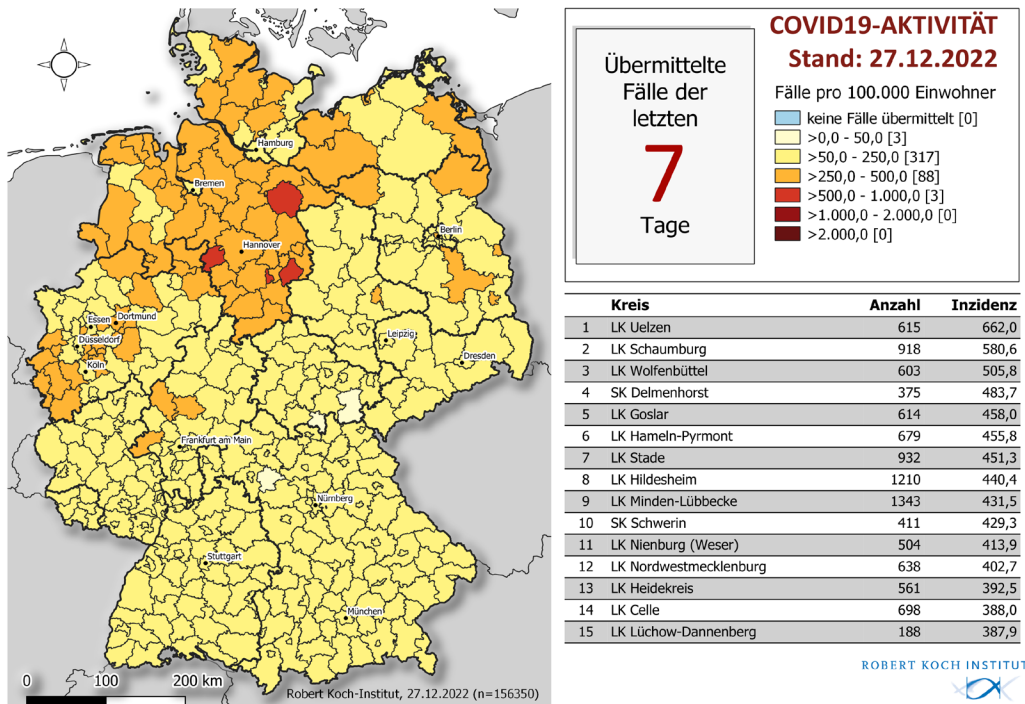 Hamburg
Bremen
Berlin
Hannover
Essen
Dortmund
Düsseldorf
Leipzig
Köln
Dresden
Frankfurt am Main
Nürnberg
Stuttgart
München
0 100 200 km
Robert Koch-Institut, 27.12.2022 (n=156350)
Übermittelte
Fälle der
letzten
7
Tage
COVID19-AKTIVITÄT
Stand: 27.12.2022
Fälle pro 100.000 Einwohner
keine Fälle übermittelt [0]
>0,0 - 50,0 [3]
>50,0 - 250,0 [317]
>250,0 - 500,0 [88]
>500,0 - 1.000,0 [3]
>1.000,0 - 2.000,0 [0]
>2.000,0 [0]
Kreis Anzahl Inzidenz
1 LK Uelzen 615 662,0
2 LK Schaumburg 918 580,6
3 LK Wolfenbüttel 603 505,8
4 SK Delmenhorst 375 483,7
5 LK Goslar 614 458,0
6 LK Hameln-Pyrmont 679 455,8
7 LK Stade 932 451,3
8 LK Hildesheim 1210 440,4
9 LK Minden-Lübbecke 1343 431,5
10 SK Schwerin 411 429,3
11 LK Nienburg (Weser) 504 413,9
12 LK Nordwestmecklenburg 638 402,7
13 LK Heidekreis 561 392,5
14 LK Celle 698 388,0
15 LK Lüchow-Dannenberg 188 387,9
ROBERT KOCH INSTITUT